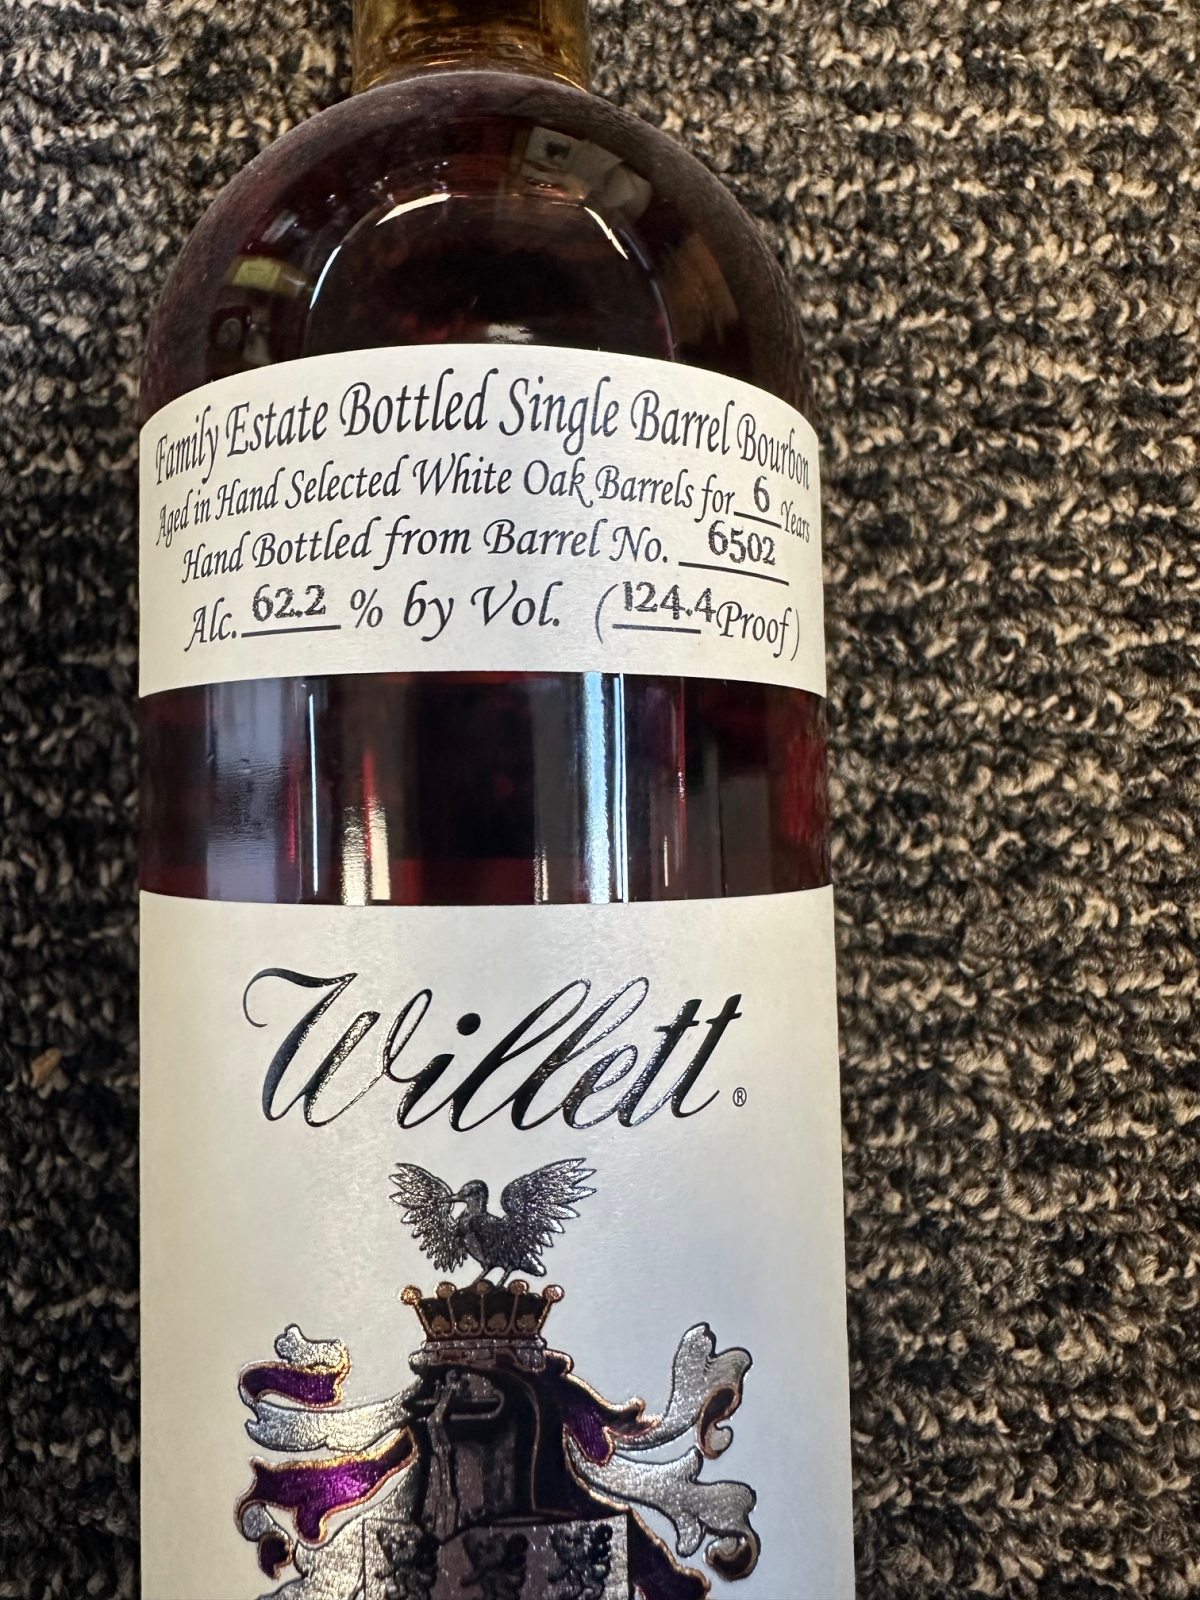 Family Estate Bottled Single Barrel Bourbon
Aged in Hand Selected White Oak Barrels for 6 Years
Hand Bottled from Barrel No. 6502
Alc. 62.2 % by Vol. (124.4 Proof)
Willett®